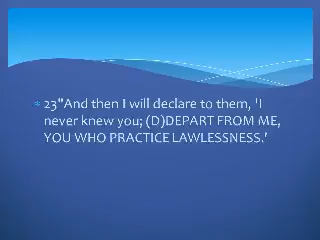 23"And then I will declare to them, 'I
never knew you; (D)DEPART FROM ME,
YOU WHO PRACTICE LAWLESSNESS.'